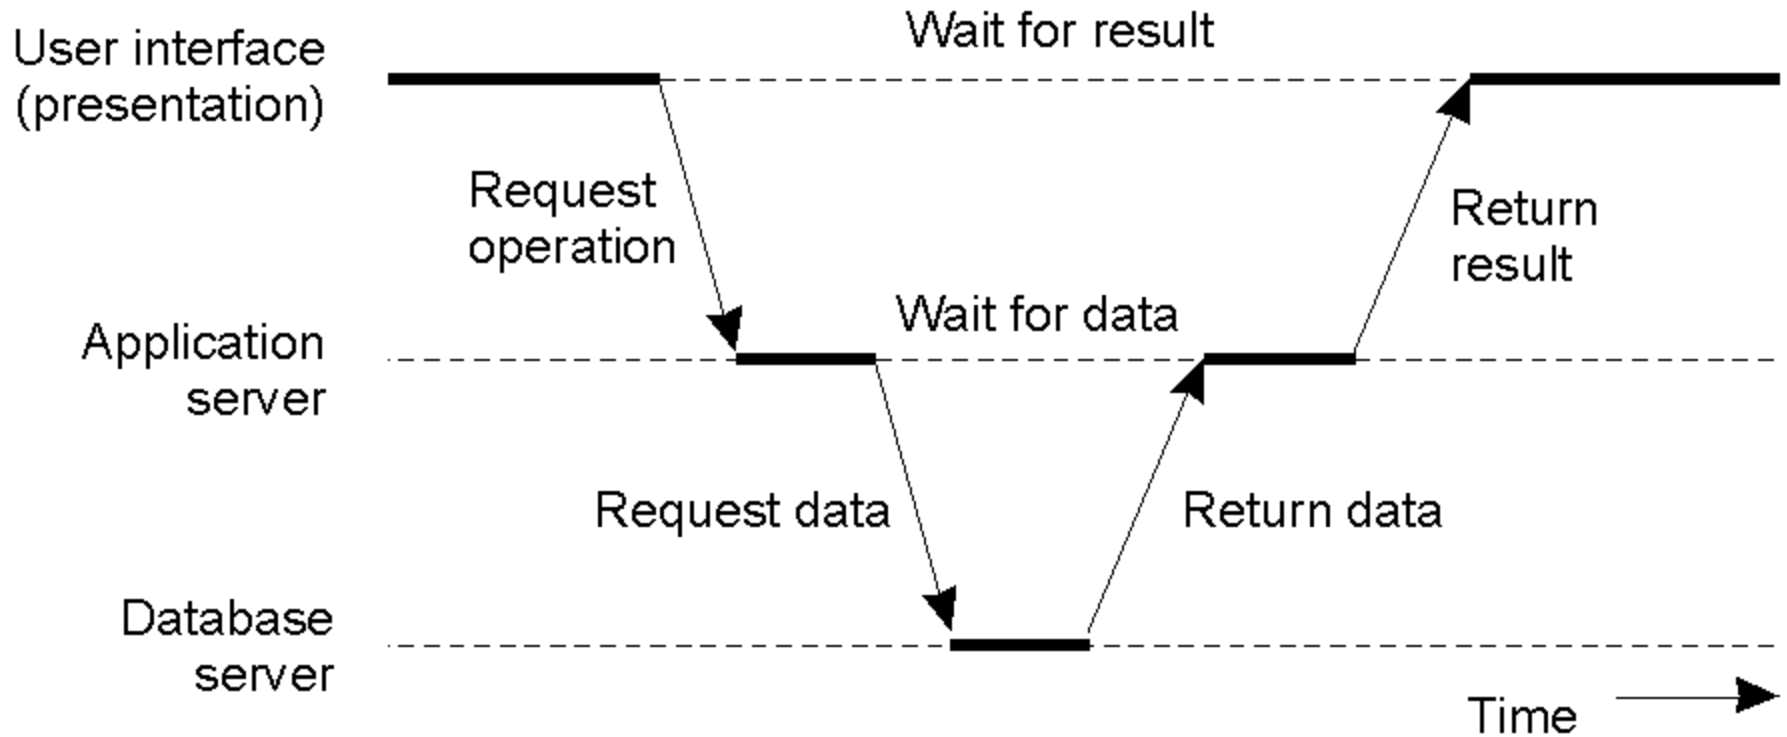 Wait for result
User interface
(presentation)
Request
operation
Return
result
Wait for data
Application
server
Request data
Return data
Database
server
Time